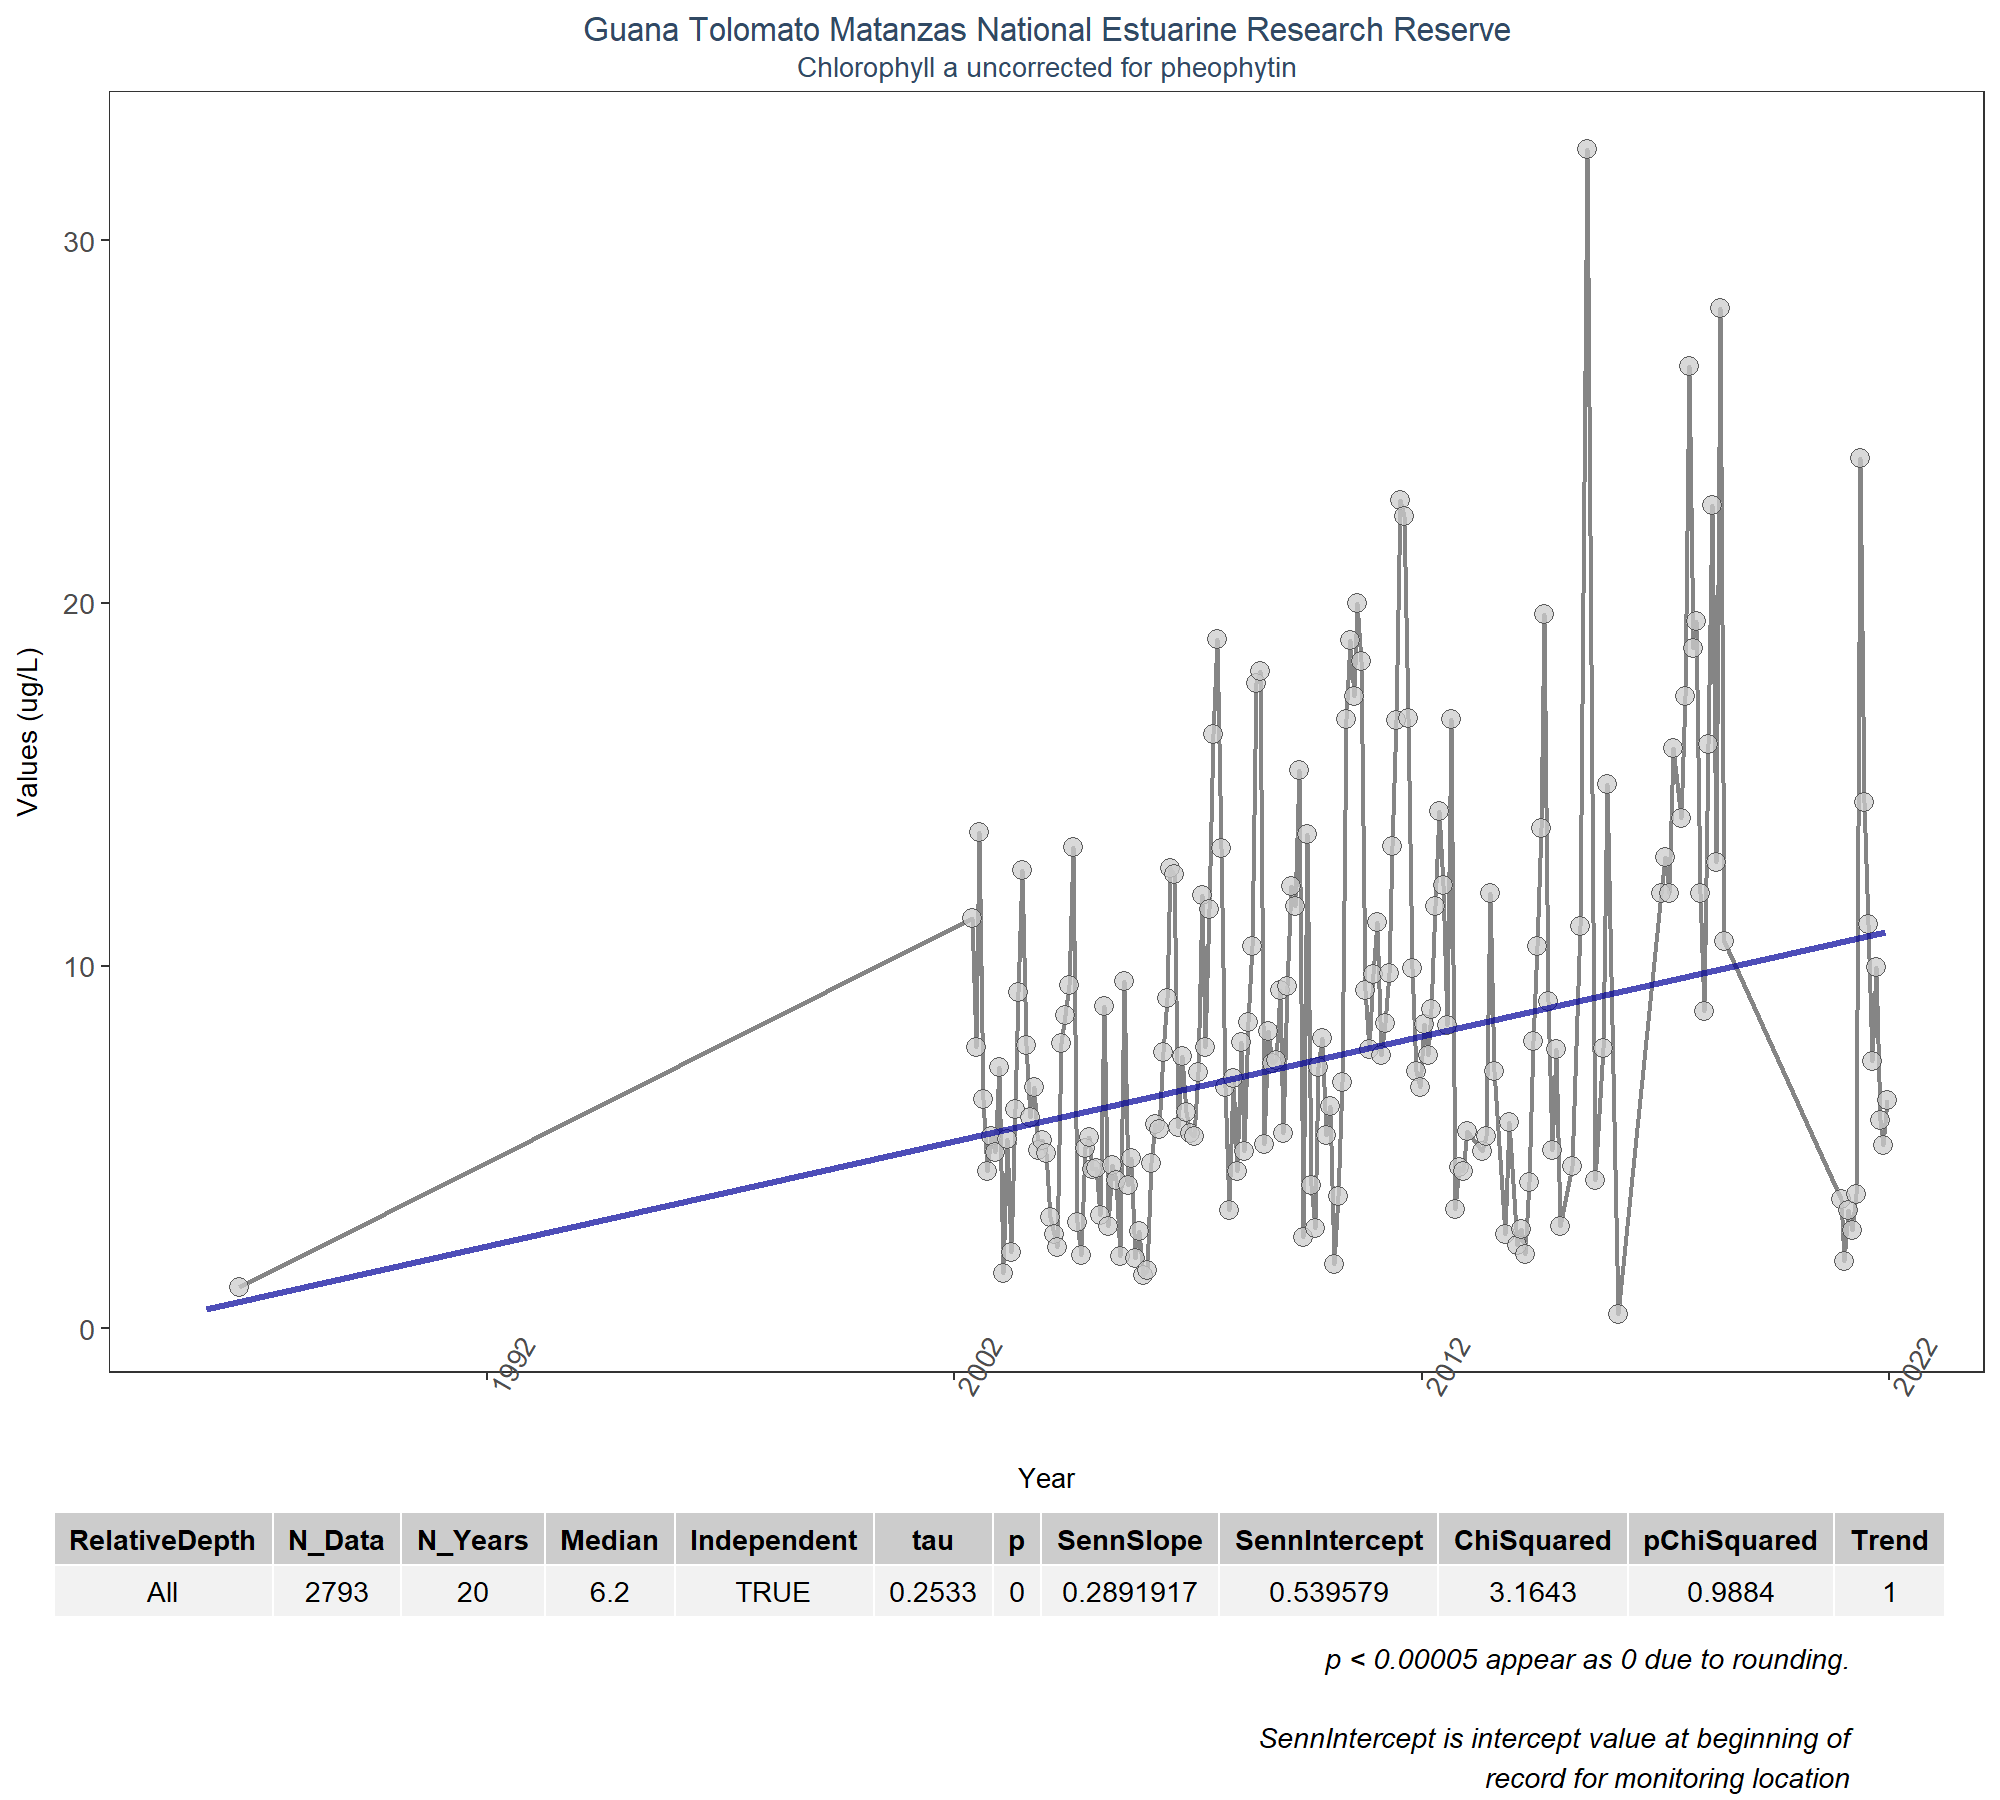 Guana Tolomato Matanzas National Estuarine Research Reserve
Chlorophyll a uncorrected for pheophytin
30
20
10
0
Values (ug/L)
1992
2002
2012
2022
Year
RelativeDepth N_Data N_Years Median Independent tau p SennSlope SennIntercept ChiSquared pChiSquared Trend
All 2793 20 6.2 TRUE 0.2533 0 0.2891917 0.539579 3.1643 0.9884 1
p < 0.00005 appear as 0 due to rounding.
SennIntercept is intercept value at beginning of
record for monitoring location